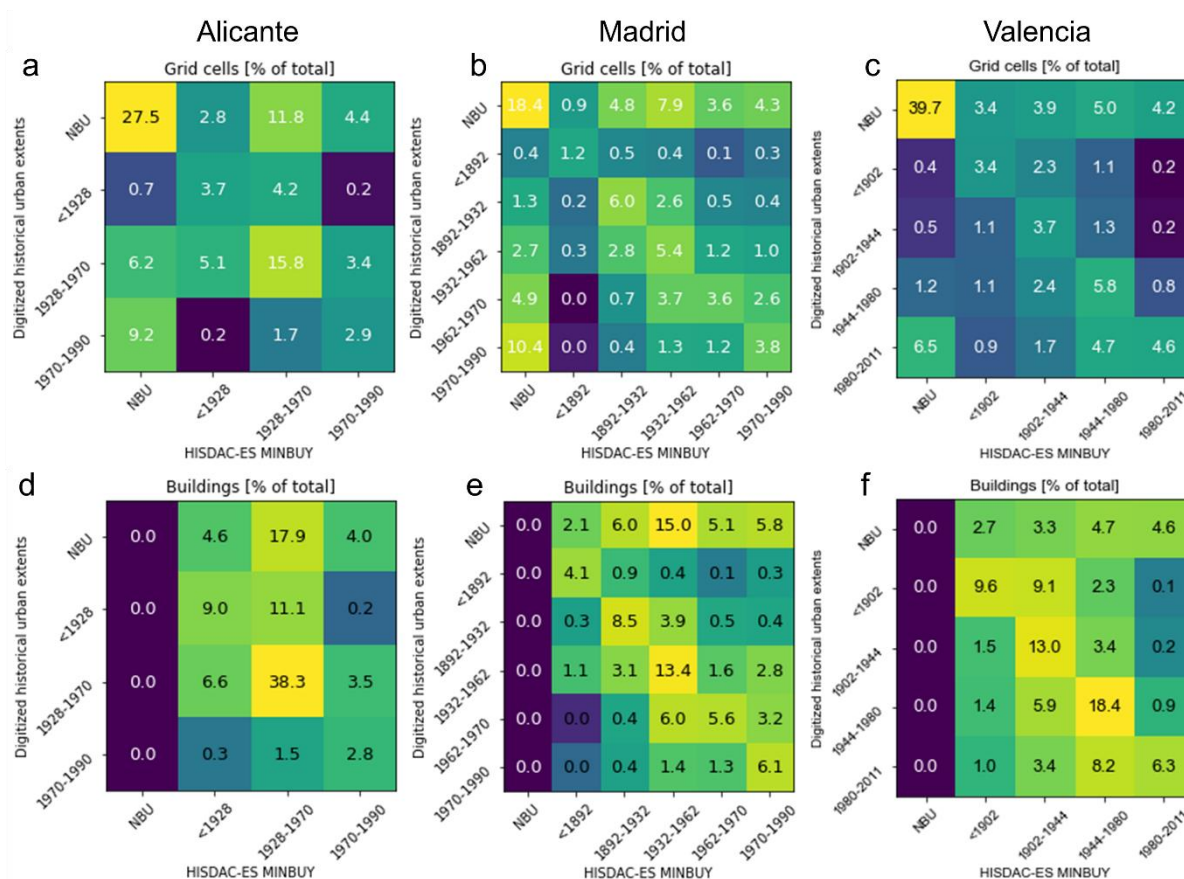 Alicante Madrid Valencia
a b c
Grid cells [% of total] Grid cells [% of total] Grid cells [% of total]
Digitized historical urban extents
NBU 27.5 2.8 11.8 4.4
<1928 0.7 3.7 4.2 0.2
1928-1970 6.2 5.1 15.8 3.4
1970-1990 9.2 0.2 1.7 2.9
NBU <1928 1928-1970 1970-1990
HISDAC-ES MINBUY
Digitized historical urban extents
NBU 18.4 0.9 4.8 7.9 3.6 4.3
<1892 0.4 1.2 0.5 0.4 0.1 0.3
1892-1932 1.3 0.2 6.0 2.6 0.5 0.4
1932-1962 2.7 0.3 2.8 5.4 1.2 1.0
1962-1970 4.9 0.0 0.7 3.7 3.6 2.6
1970-1990 10.4 0.0 0.4 1.3 1.2 3.8
NBU <1892 1892-1932 1932-1962 1962-1970 1970-1990
HISDAC-ES MINBUY
Digitized historical urban extents
NBU 39.7 3.4 3.9 5.0 4.2
<1902 0.4 3.4 2.3 1.1 0.2
1902-1944 0.5 1.1 3.7 1.3 0.2
1944-1980 1.2 1.1 2.4 5.8 0.8
1980-2011 6.5 0.9 1.7 4.7 4.6
NBU <1902 1902-1944 1944-1980 1980-2011
HISDAC-ES MINBUY
d e f
Buildings [% of total] Buildings [% of total] Buildings [% of total]
Digitized historical urban extents
NBU 0.0 4.6 17.9 4.0
<1928 0.0 9.0 11.1 0.2
1928-1970 0.0 6.6 38.3 3.5
1970-1990 0.0 0.3 1.5 2.8
NBU <1928 1928-1970 1970-1990
HISDAC-ES MINBUY
Digitized historical urban extents
NBU 0.0 2.1 6.0 15.0 5.1 5.8
<1892 0.0 4.1 0.9 0.4 0.1 0.3
1892-1932 0.0 0.3 8.5 3.9 0.5 0.4
1932-1962 0.0 1.1 3.1 13.4 1.6 2.8
1962-1970 0.0 0.0 0.4 6.0 5.6 3.2
1970-1990 0.0 0.0 0.4 1.4 1.3 6.1
NBU <1892 1892-1932 1932-1962 1962-1970 1970-1990
HISDAC-ES MINBUY
Digitized historical urban extents
NBU 0.0 2.7 3.3 4.7 4.6
<1902 0.0 9.6 9.1 2.3 0.1
1902-1944 0.0 1.5 13.0 3.4 0.2
1944-1980 0.0 1.4 5.9 18.4 0.9
1980-2011 0.0 1.0 3.4 8.2 6.3
NBU <1902 1902-1944 1944-1980 1980-2011
HISDAC-ES MINBUY